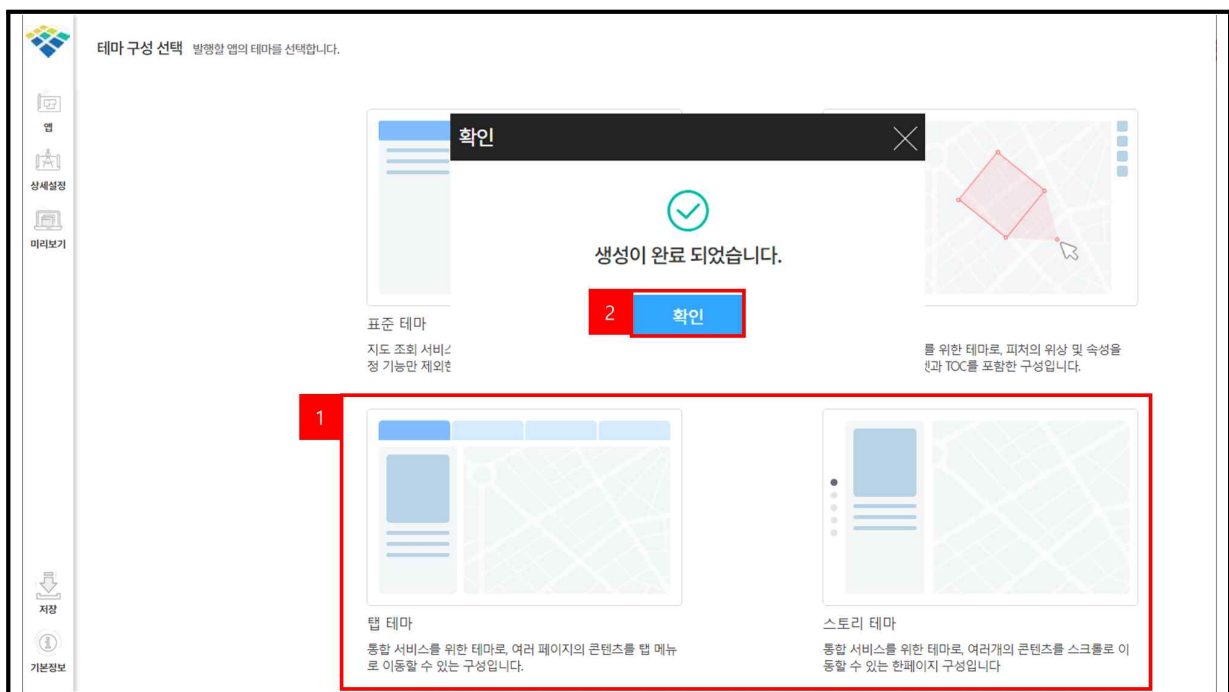 테마 구성 선택 발행할 앱의 테마를 선택합니다.
앱
상세설정
미리보기
저장
기본정보
확인
생성이 완료 되었습니다.
2
확인
표준 테마
지도 조회 서비스
정 기능만 제외한
를 위한 테마로, 피처의 위상 및 속성을
과 TOC를 포함한 구성입니다.
1
탭 테마
통합 서비스를 위한 테마로, 여러 페이지의 콘텐츠를 탭 메뉴
로 이동할 수 있는 구성입니다.
스토리 테마
통합 서비스를 위한 테마로, 여러개의 콘텐츠를 스크롤로 이
동할 수 있는 한페이지 구성입니다